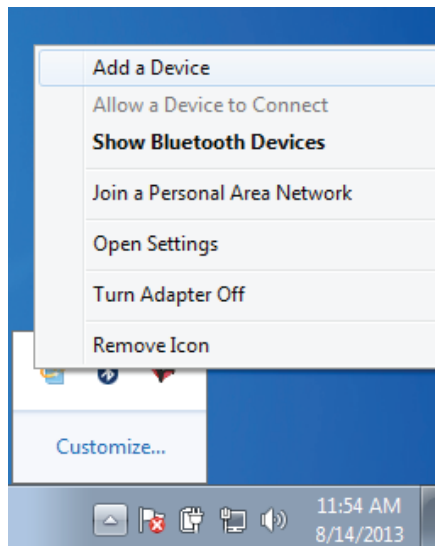 Add a Device
Allow a Device to Connect
Show Bluetooth Devices
Join a Personal Area Network
Open Settings
Turn Adapter Off
Remove Icon
Customize...
11:54 AM
8/14/2013